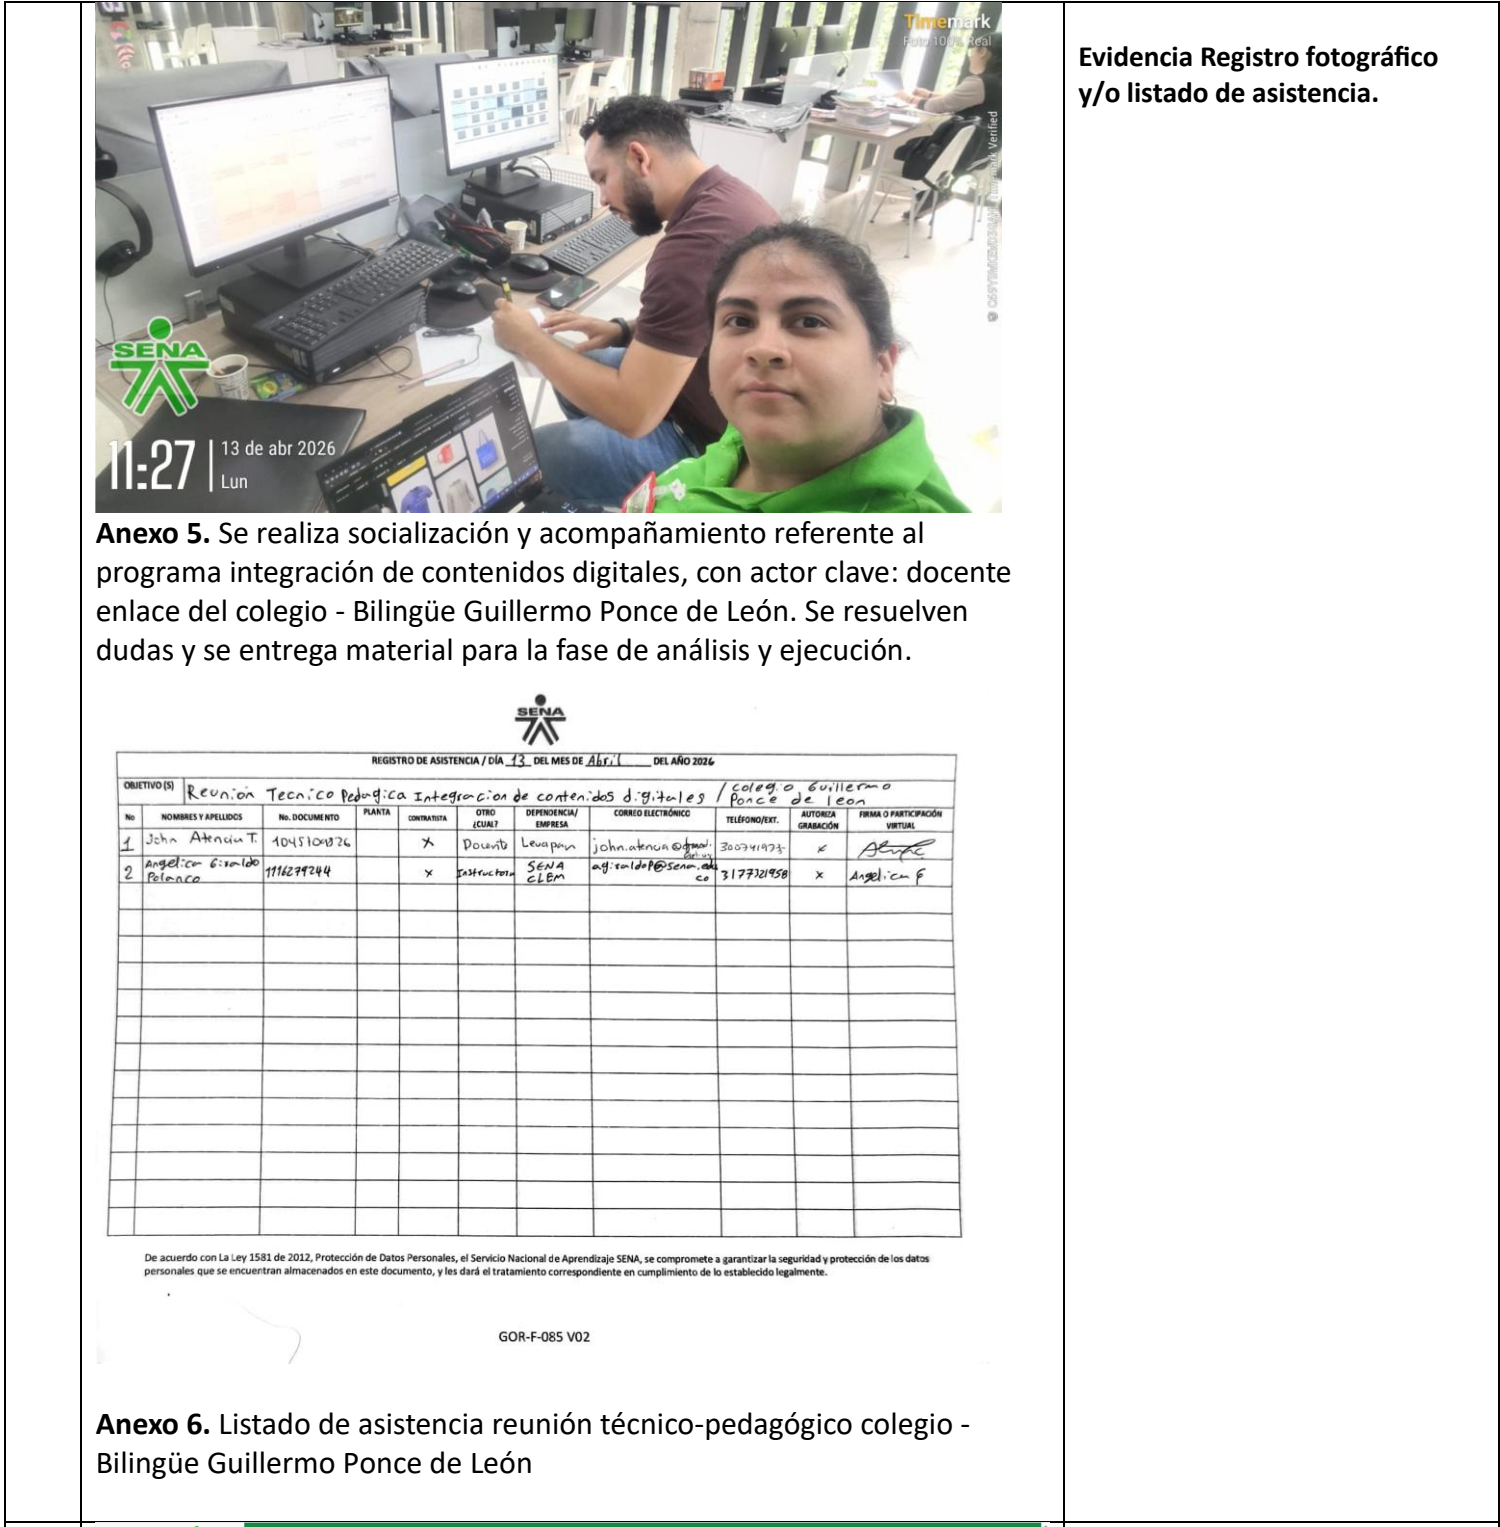 Timemark
Foto 100% Real
Evidencia Registro fotográfico
y/o listado de asistencia.
SENA
11:27
13 de abr 2026
Lun
Anexo 5. Se realiza socialización y acompañamiento referente al
programa integración de contenidos digitales, con actor clave: docente
enlace del colegio - Bilingüe Guillermo Ponce de León. Se resuelven
dudas y se entrega material para la fase de análisis y ejecución.
SENA
REGISTRO DE ASISTENCIA / DÍA 13 DEL MES DE Abril DEL AÑO 2026
OBJETIVO (S) Reunion Tecnico Pedagogica Integracion de contenidos digitales / Colegio Guillermo
Ponce de leon
No NOMBRES Y APELLIDOS No. DOCUMENTO PLANTA CONTRATISTA OTRO ¿CUAL? DEPENDENCIA/ EMPRESA CORREO ELECTRÓNICO TELÉFONO/EXT. AUTORIZA GRABACIÓN FIRMA O PARTICIPACIÓN VIRTUAL
1 John Atencia T. x Docente Levapan x
2 Angelica Giraldo Polanco 1116279244 x Instructora SENA CLEM agiraldop@sena.edu.co 3177321958 x Angelica G
De acuerdo con La Ley 1581 de 2012, Protección de Datos Personales, el Servicio Nacional de Aprendizaje SENA, se compromete a garantizar la seguridad y protección de los datos
personales que se encuentran almacenados en este documento, y les dará el tratamiento correspondiente en cumplimiento de lo establecido legalmente.
GOR-F-085 V02
Anexo 6. Listado de asistencia reunión técnico-pedagógico colegio -
Bilingüe Guillermo Ponce de León